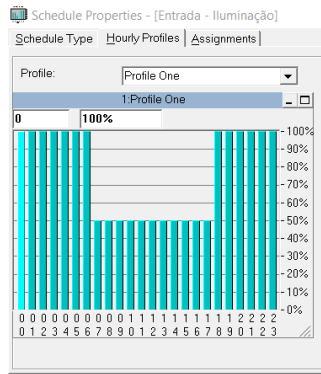 Schedule Properties - [Entrada - Iluminação]
Schedule Type Hourly Profiles Assignments
Profile: Profile One
1:Profile One
0 100%
100%
90%
80%
70%
60%
50%
40%
30%
20%
10%
0%
0 0 0 0 0 0 0 0 0 0 1 1 1 1 1 1 1 1 1 1 2 2 2 2
0 1 2 3 4 5 6 7 8 9 0 1 2 3 4 5 6 7 8 9 0 1 2 3